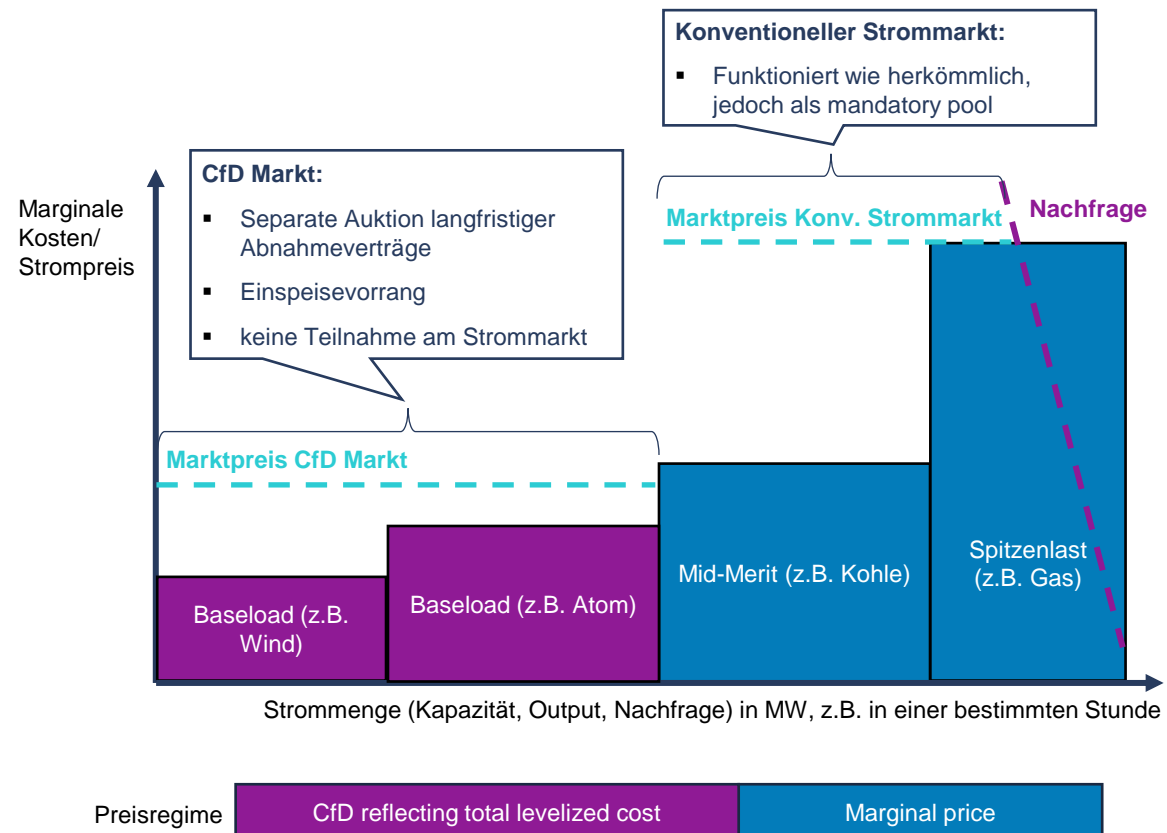 Konventioneller Strommarkt:
▪ Funktioniert wie herkömmlich,
jedoch als mandatory pool
CfD Markt:
▪ Separate Auktion langfristiger
Abnahmeverträge
▪ Einspeisevorrang
▪ keine Teilnahme am Strommarkt
Marginale
Kosten/
Strompreis
Marktpreis Konv. Strommarkt
Nachfrage
Marktpreis CfD Markt
Baseload (z.B.
Wind)
Baseload (z.B. Atom)
Mid-Merit (z.B. Kohle)
Spitzenlast
(z.B. Gas)
Strommenge (Kapazität, Output, Nachfrage) in MW, z.B. in einer bestimmten Stunde
Preisregime
CfD reflecting total levelized cost
Marginal price